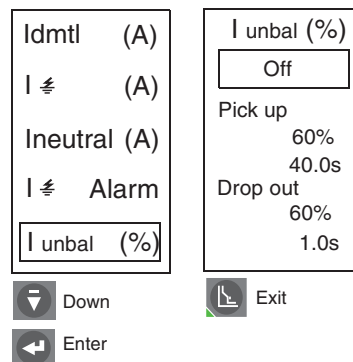 Idmtl (A)
I ⏚ (A)
Ineutral (A)
I ⏚ Alarm
I unbal (%)
Down
Enter
I unbal (%)
Off
Pick up
60%
40.0s
Drop out
60%
1.0s
Exit